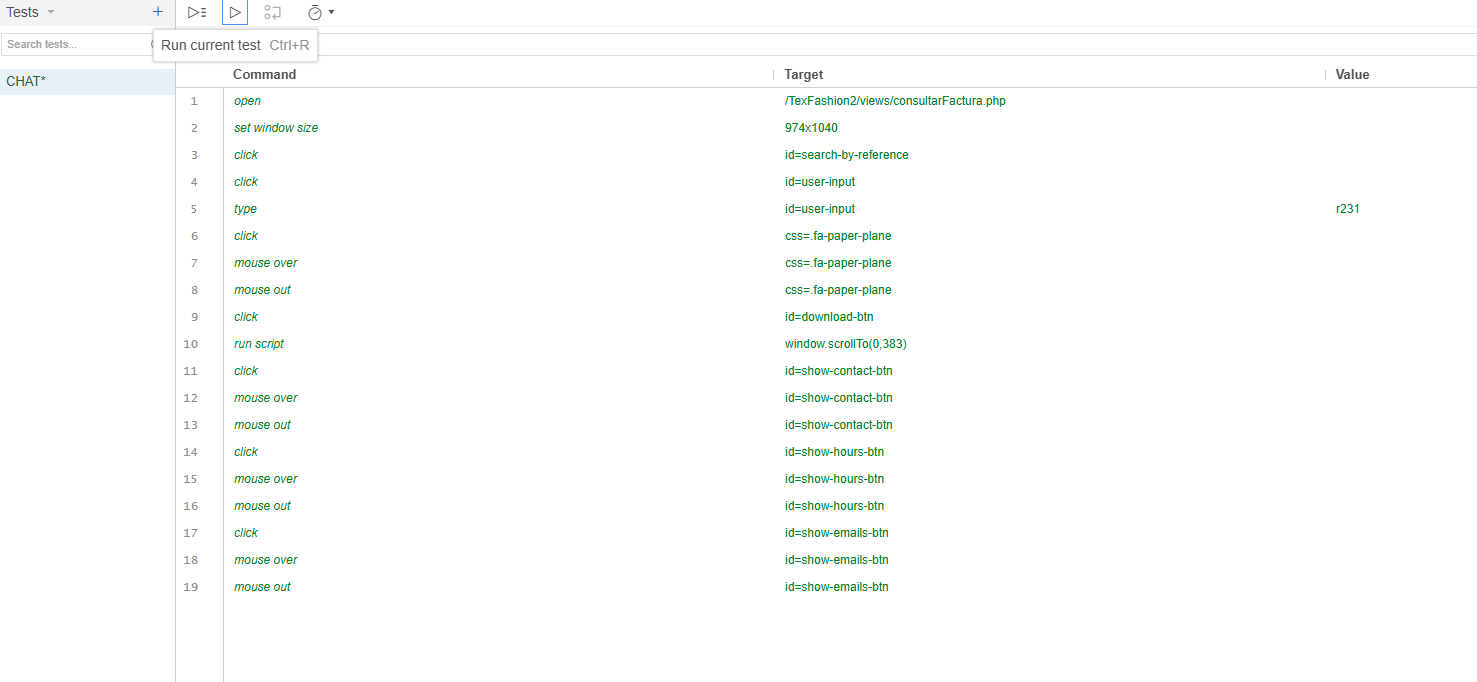 Tests +
Search tests...
Run current test Ctrl+R
CHAT*
Command Target Value
1 open /TexFashion2/views/consultarFactura.php
2 set window size 974x1040
3 click id=search-by-reference
4 click id=user-input
5 type id=user-input r231
6 click css=.fa-paper-plane
7 mouse over css=.fa-paper-plane
8 mouse out css=.fa-paper-plane
9 click id=download-btn
10 run script window.scrollTo(0,383)
11 click id=show-contact-btn
12 mouse over id=show-contact-btn
13 mouse out id=show-contact-btn
14 click id=show-hours-btn
15 mouse over id=show-hours-btn
16 mouse out id=show-hours-btn
17 click id=show-emails-btn
18 mouse over id=show-emails-btn
19 mouse out id=show-emails-btn